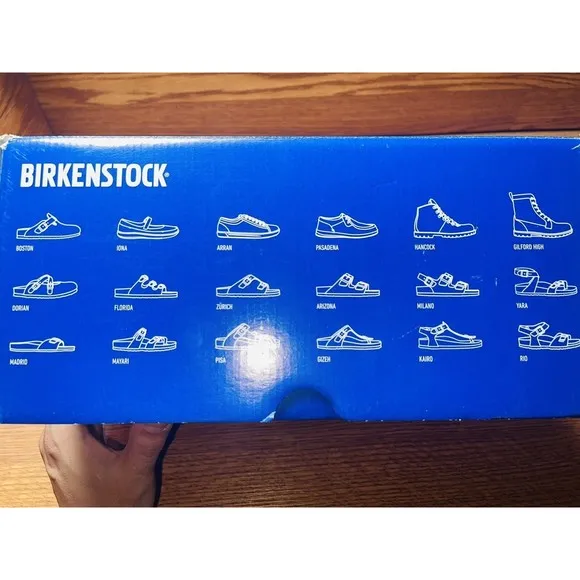 BIRKENSTOCK®
BOSTON IONA ARRAN PASADENA HANCOCK GILFORD HIGH
DORIAN FLORIDA ZÜRICH ARIZONA MILANO YARA
MADRID MAYARI PISA GIZEH KAIRO RIO